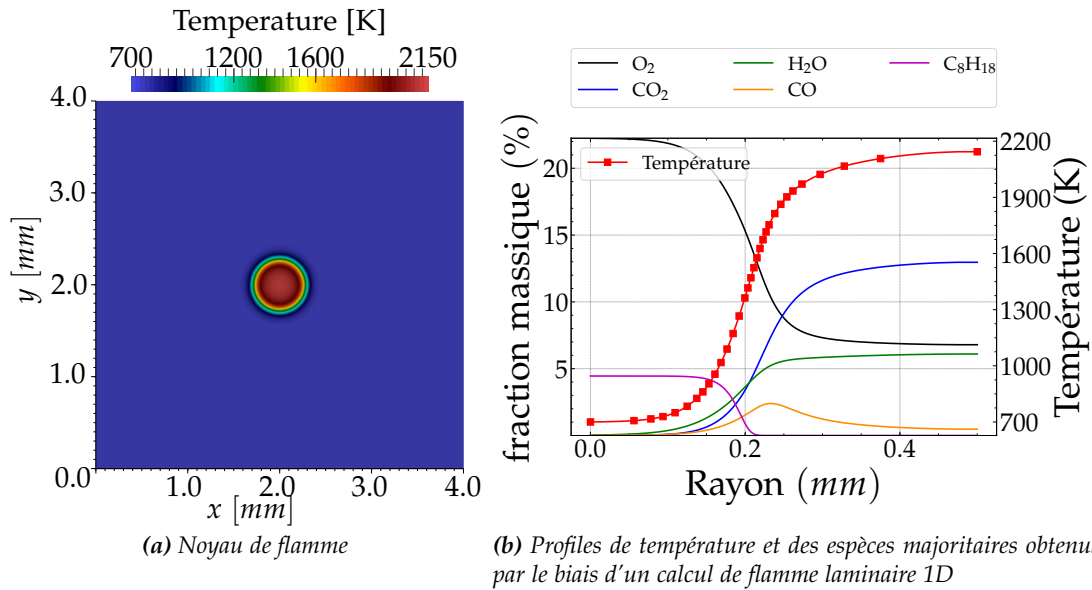 Temperature [K]
700 1200 1600 2150
4.0
3.0
2.0
1.0
0.0
y [mm]
1.0 2.0 3.0 4.0
x [mm]
(a) Noyau de flamme
O₂ H₂O C₈H₁₈
CO₂ CO
Température
fraction massique (%)
20
15
10
5
2200
1900
1600
1300
1000
700
Température (K)
0.0 0.2 0.4
Rayon (mm)
(b) Profiles de température et des espèces majoritaires obtenu
par le biais d'un calcul de flamme laminaire 1D